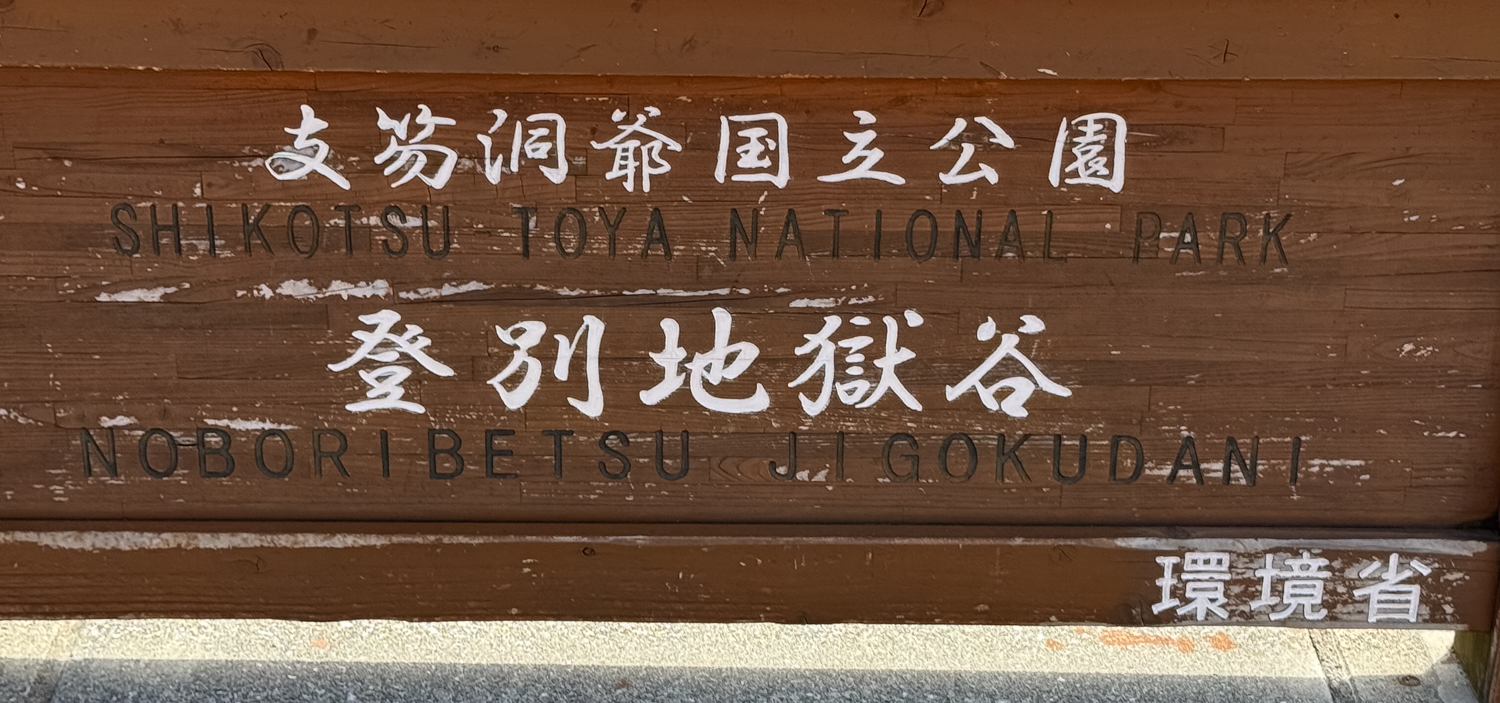 支笏洞爺国立公園
SHIKOTSU TOYA NATIONAL PARK
登別地獄谷
NOBORIBETSU JIGOKUDANI
環境省